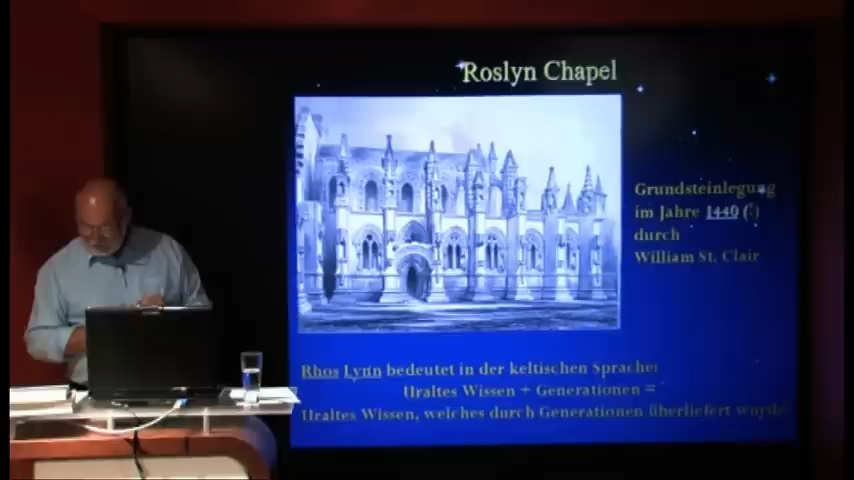 Roslyn Chapel
Grundsteinlegung
im Jahre 1440 (!)
durch
William St. Clair
Rhos Lynn bedeutet in der keltischen Sprache:
Uraltes Wissen + Generationen =
Uraltes Wissen, welches durch Generationen überliefert wurde